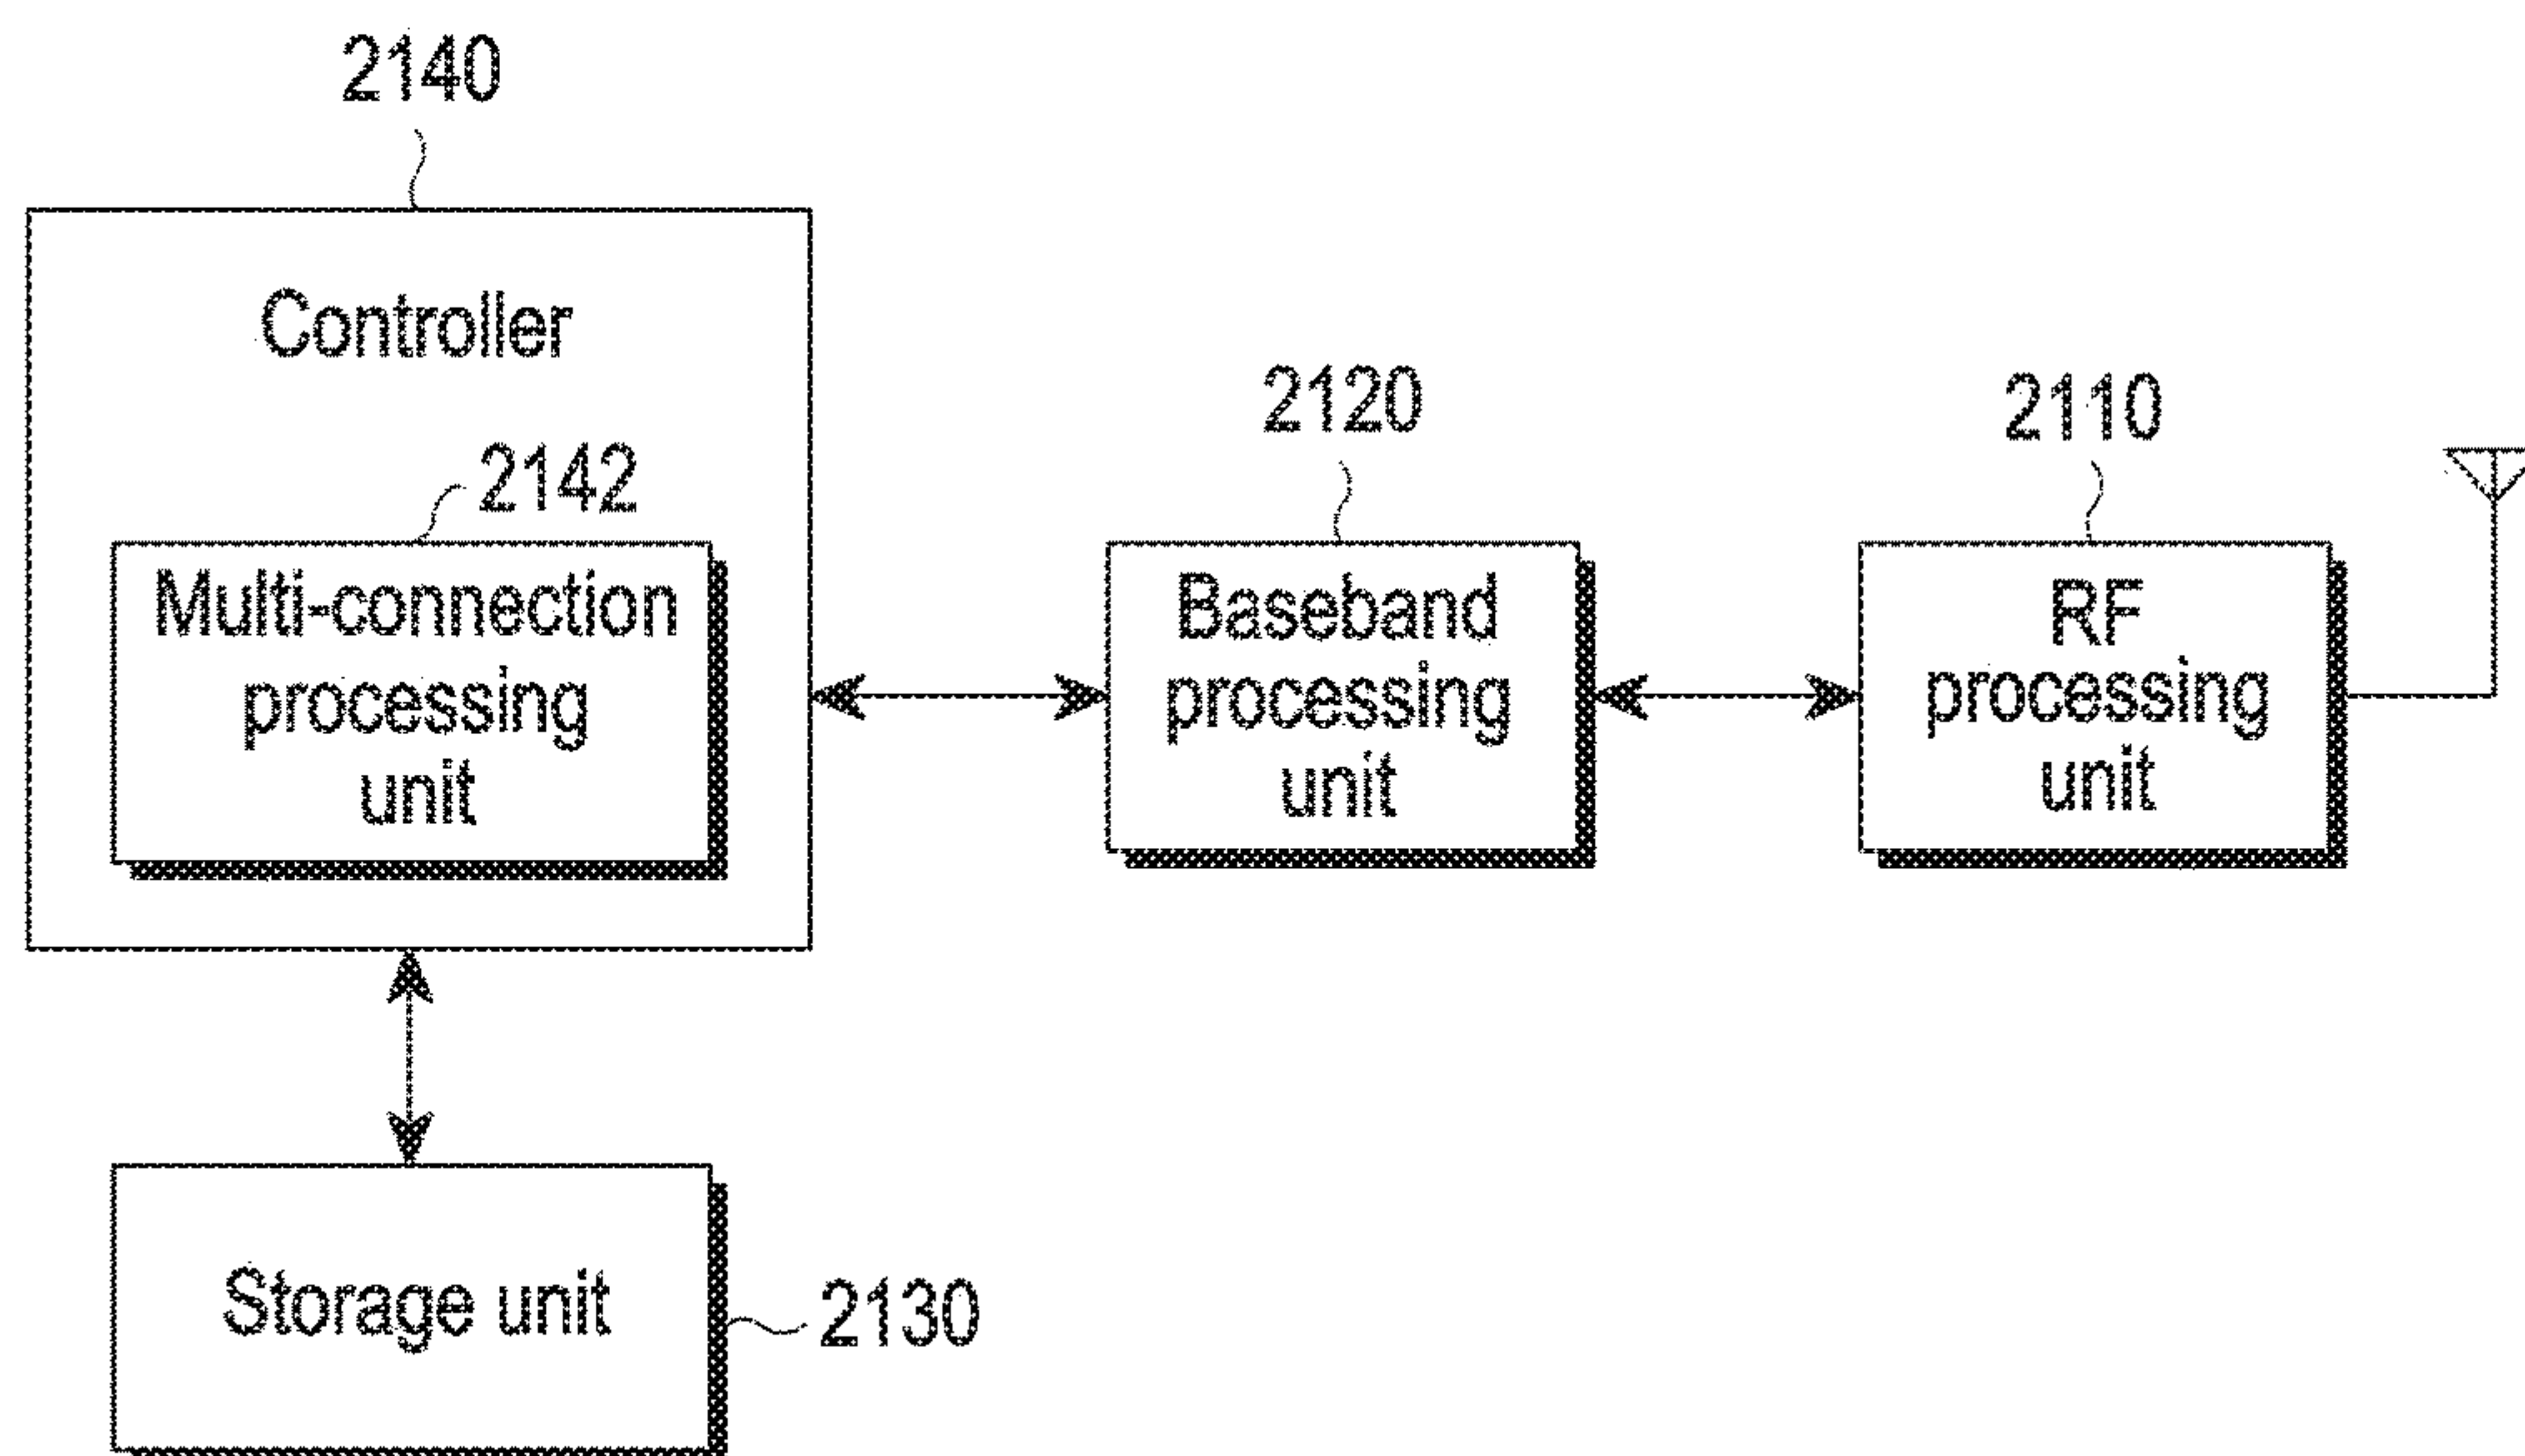 2140
Controller
2142
Multi-connection
processing
unit
2120
Baseband
processing
unit
2110
RF
processing
unit
Storage unit
2130